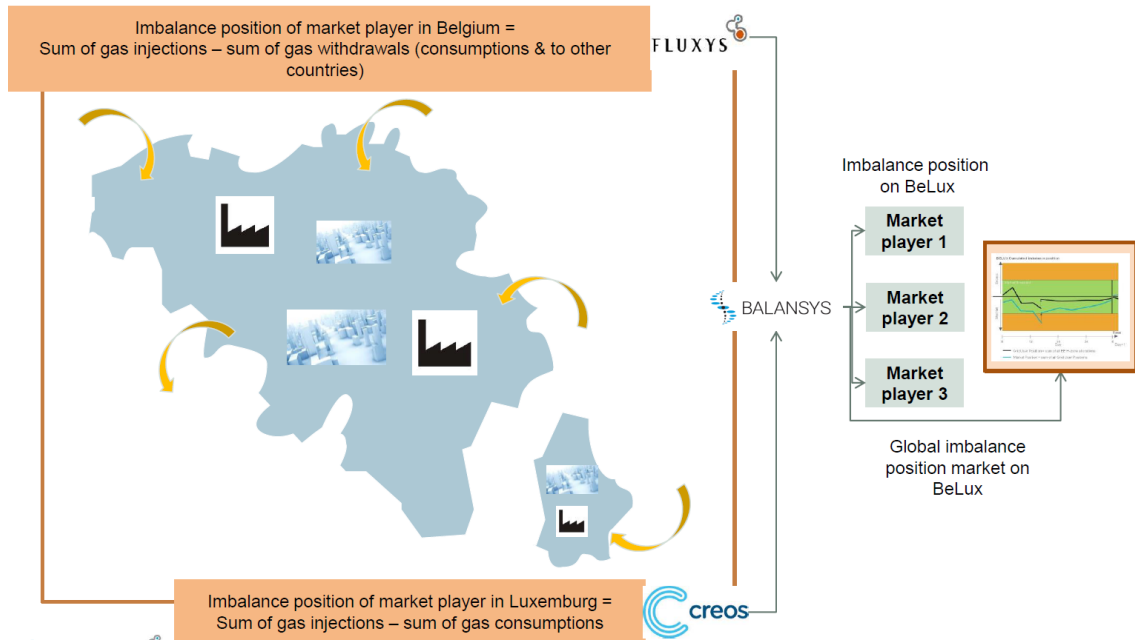 Imbalance position of market player in Belgium =
Sum of gas injections – sum of gas withdrawals (consumptions & to other
countries)
FLUXYS
Imbalance position
on BeLux
Market
player 1
Market
player 2
Market
player 3
BALANSYS
Global imbalance
position market on
BeLux
Imbalance position of market player in Luxemburg =
Sum of gas injections – sum of gas consumptions
creos